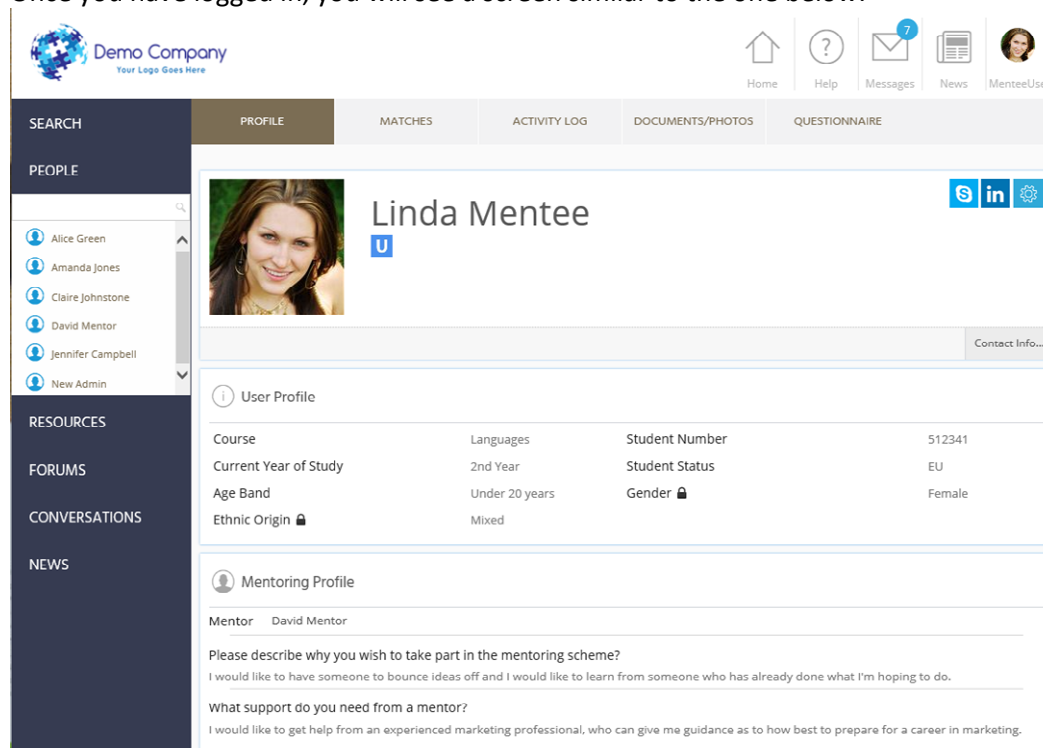 Once you have logged in, you will see a screen similar to the one below:
Demo Company
Your Logo Goes Here
7
Home
Help
Messages
News
MenteeUse
SEARCH
PROFILE
MATCHES
ACTIVITY LOG
DOCUMENTS/PHOTOS
QUESTIONNAIRE
PEOPLE
Alice Green
Amanda Jones
Claire Johnstone
David Mentor
Jennifer Campbell
New Admin
RESOURCES
FORUMS
CONVERSATIONS
NEWS
Linda Mentee
U
in
Contact Info...
User Profile
Course Languages Student Number 512341
Current Year of Study 2nd Year Student Status EU
Age Band Under 20 years Gender Female
Ethnic Origin Mixed
Mentoring Profile
Mentor David Mentor
Please describe why you wish to take part in the mentoring scheme?
I would like to have someone to bounce ideas off and I would like to learn from someone who has already done what I'm hoping to do.
What support do you need from a mentor?
I would like to get help from an experienced marketing professional, who can give me guidance as to how best to prepare for a career in marketing.